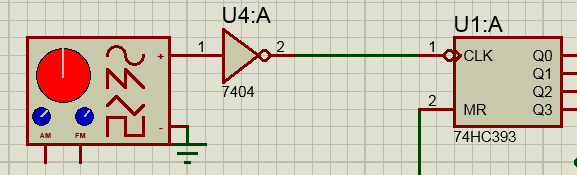 U4:A
U1:A
+
1
2
1
CLK
Q0
Q1
Q2
2
MR
Q3
7404
-
AM
FM
74HC393